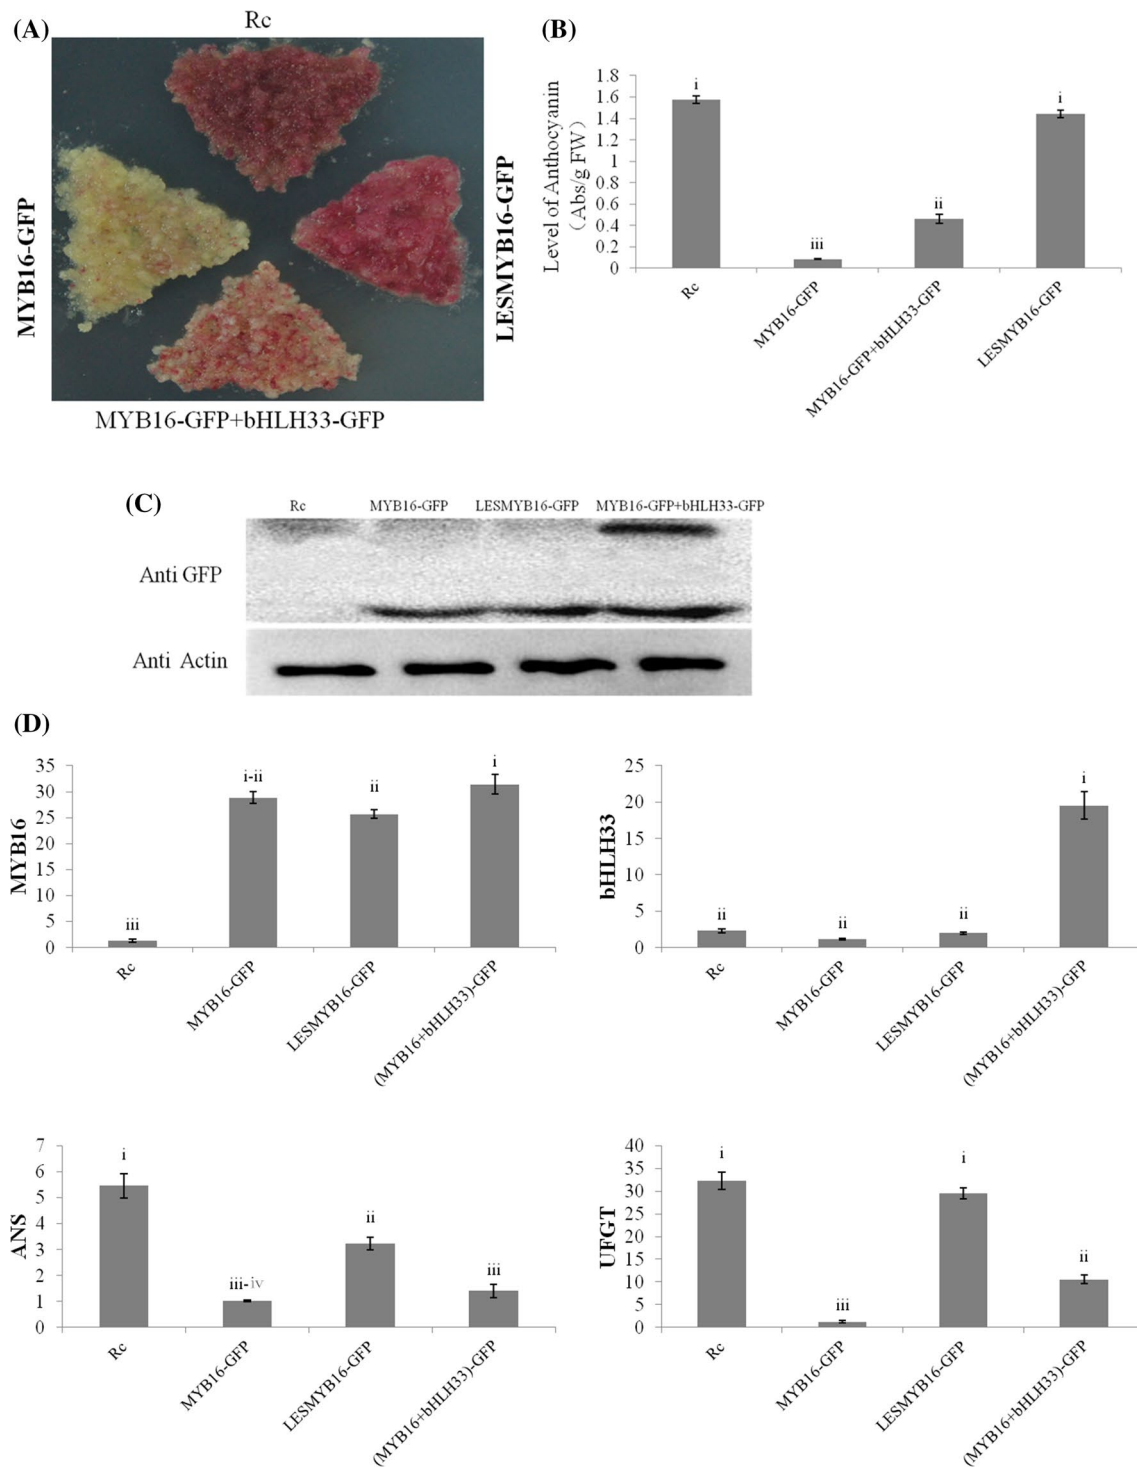 (A)
Rc
MYB16-GFP
LESMYB16-GFP
MYB16-GFP+bHLH33-GFP
(B)
Level of Anthocyanin
(Abs/g FW)
1.8
1.6
1.4
1.2
1
0.8
0.6
0.4
0.2
0
i
iii
ii
i
Rc
MYB16-GFP
MYB16-GFP+bHLH33-GFP
LESMYB16-GFP
(C)
Rc MYB16-GFP LESMYB16-GFP MYB16-GFP+bHLH33-GFP
Anti GFP
Anti Actin
(D)
MYB16
35
30
25
20
15
10
5
0
iii
i-ii
ii
i
Rc
MYB16-GFP
LESMYB16-GFP
(MYB16+bHLH33)-GFP
bHLH33
25
20
15
10
5
0
ii
ii
ii
i
Rc
MYB16-GFP
LESMYB16-GFP
(MYB16+bHLH33)-GFP
ANS
7
6
5
4
3
2
1
0
i
iii-iv
ii
iii
Rc
MYB16-GFP
LESMYB16-GFP
(MYB16+bHLH33)-GFP
UFGT
40
35
30
25
20
15
10
5
0
i
iii
i
ii
Rc
MYB16-GFP
LESMYB16-GFP
(MYB16+bHLH33)-GFP